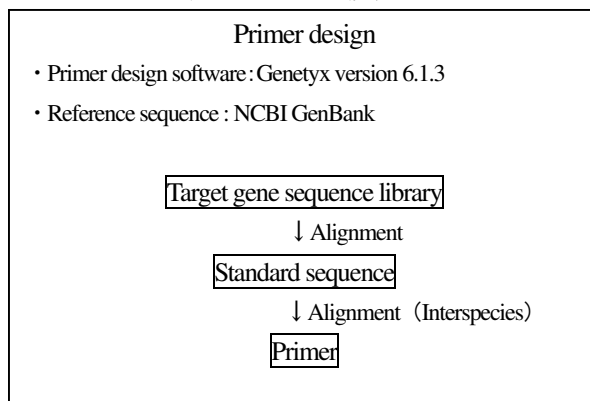 Primer design
・Primer design software：Genetyx version 6.1.3
・Reference sequence : NCBI GenBank
Target gene sequence library
↓ Alignment
Standard sequence
↓ Alignment（Interspecies）
Primer